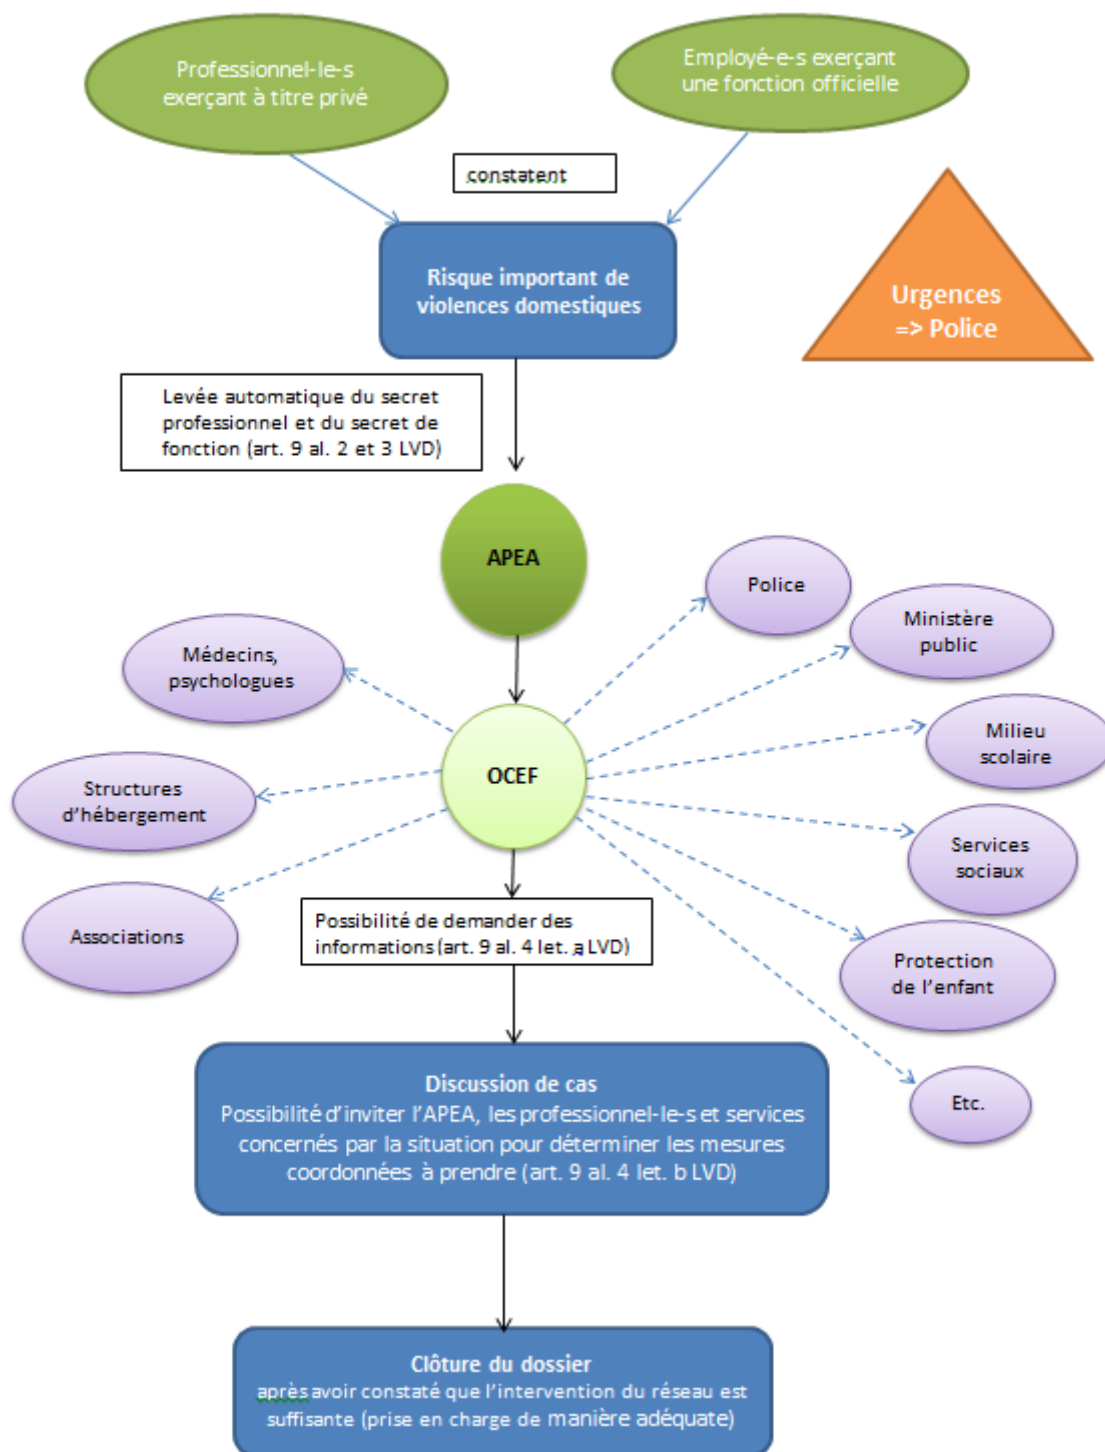 Professionnel-le-s
exerçant à titre privé
Employé-e-s exerçant
une fonction officielle
constatent
Risque important de
violences domestiques
Urgences
=> Police
Levée automatique du secret
professionnel et du secret de
fonction (art. 9 al. 2 et 3 LVD)
APEA
Police
Ministère
public
Médecins,
psychologues
Milieu
scolaire
OCEF
Structures
d'hébergement
Services
sociaux
Associations
Possibilité de demander des
informations (art. 9 al. 4 let. a LVD)
Protection
de l'enfant
Etc.
Discussion de cas
Possibilité d'inviter l'APEA, les professionnel-le-s et services
concernés par la situation pour déterminer les mesures
coordonnées à prendre (art. 9 al. 4 let. b LVD)
Clôture du dossier
après avoir constaté que l'intervention du réseau est
suffisante (prise en charge de manière adéquate)